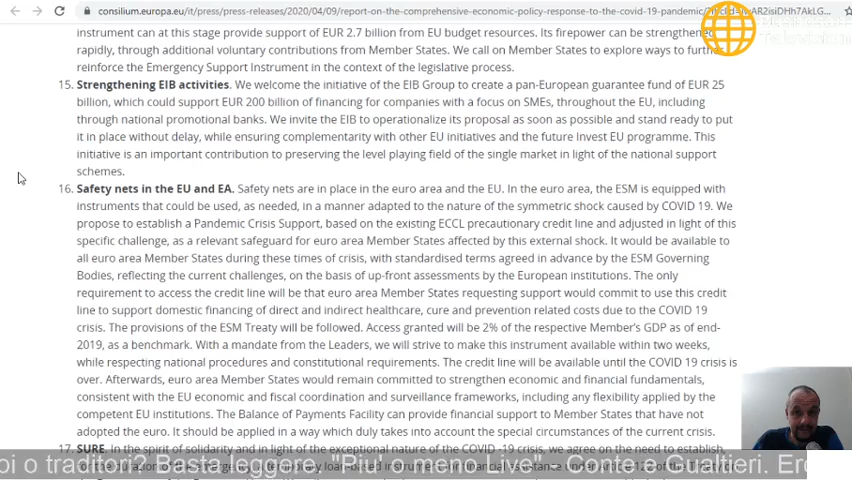 consilium.europa.eu/it/press/press-releases/2020/04/09/report-on-the-comprehensive-economic-policy-response-to-the-covid-19-pandemic/
instrument can at this stage provide support of EUR 2.7 billion from EU budget resources. Its firepower can be strengthened
rapidly, through additional voluntary contributions from Member States. We call on Member States to explore ways to further
reinforce the Emergency Support Instrument in the context of the legislative process.
15. Strengthening EIB activities. We welcome the initiative of the EIB Group to create a pan-European guarantee fund of EUR 25
billion, which could support EUR 200 billion of financing for companies with a focus on SMEs, throughout the EU, including
through national promotional banks. We invite the EIB to operationalize its proposal as soon as possible and stand ready to put
it in place without delay, while ensuring complementarity with other EU initiatives and the future Invest EU programme. This
initiative is an important contribution to preserving the level playing field of the single market in light of the national support
schemes.
16. Safety nets in the EU and EA. Safety nets are in place in the euro area and the EU. In the euro area, the ESM is equipped with
instruments that could be used, as needed, in a manner adapted to the nature of the symmetric shock caused by COVID 19. We
propose to establish a Pandemic Crisis Support, based on the existing ECCL precautionary credit line and adjusted in light of this
specific challenge, as a relevant safeguard for euro area Member States affected by this external shock. It would be available to
all euro area Member States during these times of crisis, with standardised terms agreed in advance by the ESM Governing
Bodies, reflecting the current challenges, on the basis of up-front assessments by the European institutions. The only
requirement to access the credit line will be that euro area Member States requesting support would commit to use this credit
line to support domestic financing of direct and indirect healthcare, cure and prevention related costs due to the COVID 19
crisis. The provisions of the ESM Treaty will be followed. Access granted will be 2% of the respective Member's GDP as of end-
2019, as a benchmark. With a mandate from the Leaders, we will strive to make this instrument available within two weeks,
while respecting national procedures and constitutional requirements. The credit line will be available until the COVID 19 crisis is
over. Afterwards, euro area Member States would remain committed to strengthen economic and financial fundamentals,
consistent with the EU economic and fiscal coordination and surveillance frameworks, including any flexibility applied by the
competent EU institutions. The Balance of Payments Facility can provide financial support to Member States that have not
adopted the euro. It should be applied in a way which duly takes into account the special circumstances of the current crisis.
17. SURE. In the spirit of solidarity and in light of the exceptional nature of the COVID -19 crisis, we agree on the need to establish,
oi o traditori? Basta leggere. "Piu' o meno Live" - Conte e Gualtieri. Ero